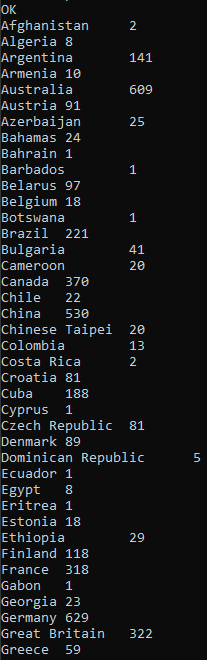 OK
Afghanistan 2
Algeria 8
Argentina 141
Armenia 10
Australia 609
Austria 91
Azerbaijan 25
Bahamas 24
Bahrain 1
Barbados 1
Belarus 97
Belgium 18
Botswana 1
Brazil 221
Bulgaria 41
Cameroon 20
Canada 370
Chile 22
China 530
Chinese Taipei 20
Colombia 13
Costa Rica 2
Croatia 81
Cuba 188
Cyprus 1
Czech Republic 81
Denmark 89
Dominican Republic 5
Ecuador 1
Egypt 8
Eritrea 1
Estonia 18
Ethiopia 29
Finland 118
France 318
Gabon 1
Georgia 23
Germany 629
Great Britain 322
Greece 59